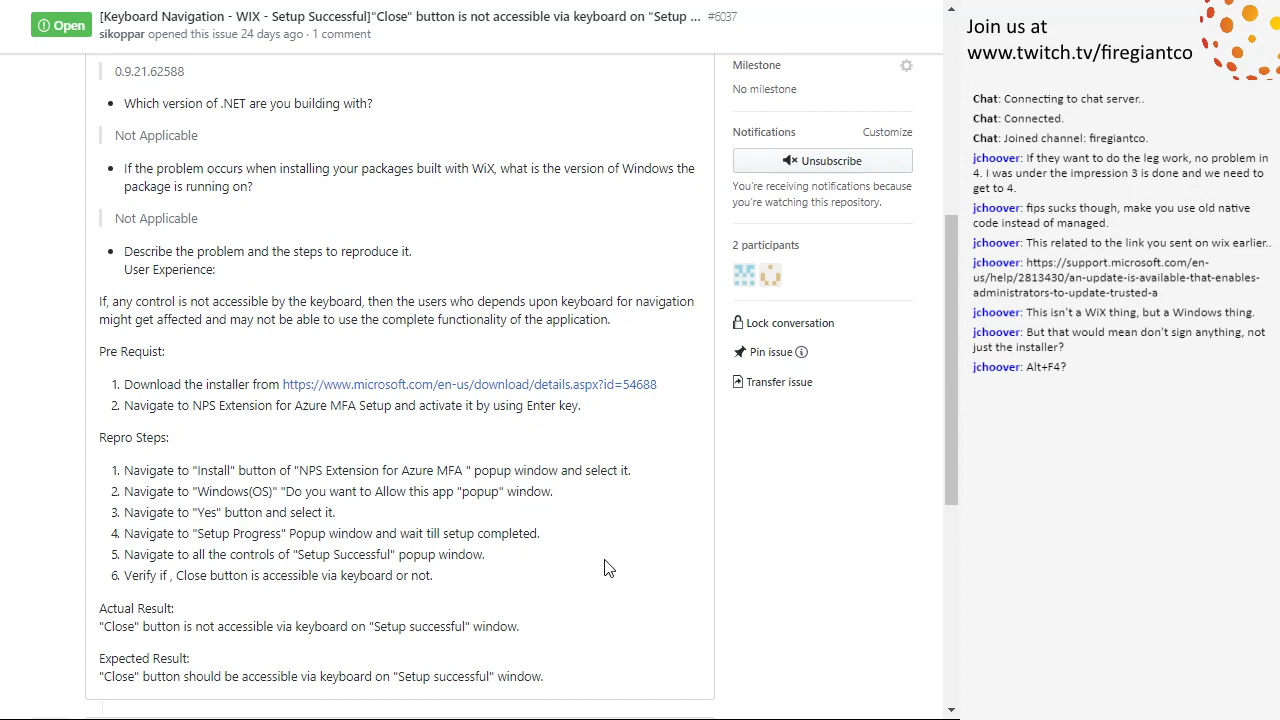 Open
[Keyboard Navigation - WIX - Setup Successful]"Close" button is not accessible via keyboard on "Setup ... #6037
sikoppar opened this issue 24 days ago · 1 comment
0.9.21.62588
• Which version of .NET are you building with?
Not Applicable
• If the problem occurs when installing your packages built with WiX, what is the version of Windows the
package is running on?
Not Applicable
• Describe the problem and the steps to reproduce it.
User Experience:
If, any control is not accessible by the keyboard, then the users who depends upon keyboard for navigation
might get affected and may not be able to use the complete functionality of the application.
Pre Requist:
1. Download the installer from https://www.microsoft.com/en-us/download/details.aspx?id=54688
2. Navigate to NPS Extension for Azure MFA Setup and activate it by using Enter key.
Repro Steps:
1. Navigate to "Install" button of "NPS Extension for Azure MFA " popup window and select it.
2. Navigate to "Windows(OS)" "Do you want to Allow this app "popup" window.
3. Navigate to "Yes" button and select it.
4. Navigate to "Setup Progress" Popup window and wait till setup completed.
5. Navigate to all the controls of "Setup Successful" popup window.
6. Verify if , Close button is accessible via keyboard or not.
Actual Result:
"Close" button is not accessible via keyboard on "Setup successful" window.
Expected Result:
"Close" button should be accessible via keyboard on "Setup successful" window.
Milestone
No milestone
Notifications Customize
Unsubscribe
You're receiving notifications because
you're watching this repository.
2 participants
Lock conversation
Pin issue
Transfer issue
Join us at
www.twitch.tv/firegiantco
Chat: Connecting to chat server..
Chat: Connected.
Chat: Joined channel: firegiantco.
jchoover: If they want to do the leg work, no problem in
4. I was under the impression 3 is done and we need to
get to 4.
jchoover: fips sucks though, make you use old native
code instead of managed.
jchoover: This related to the link you sent on wix earlier..
jchoover: https://support.microsoft.com/en-
us/help/2813430/an-update-is-available-that-enables-
administrators-to-update-trusted-a
jchoover: This isn't a WiX thing, but a Windows thing.
jchoover: But that would mean don't sign anything, not
just the installer?
jchoover: Alt+F4?